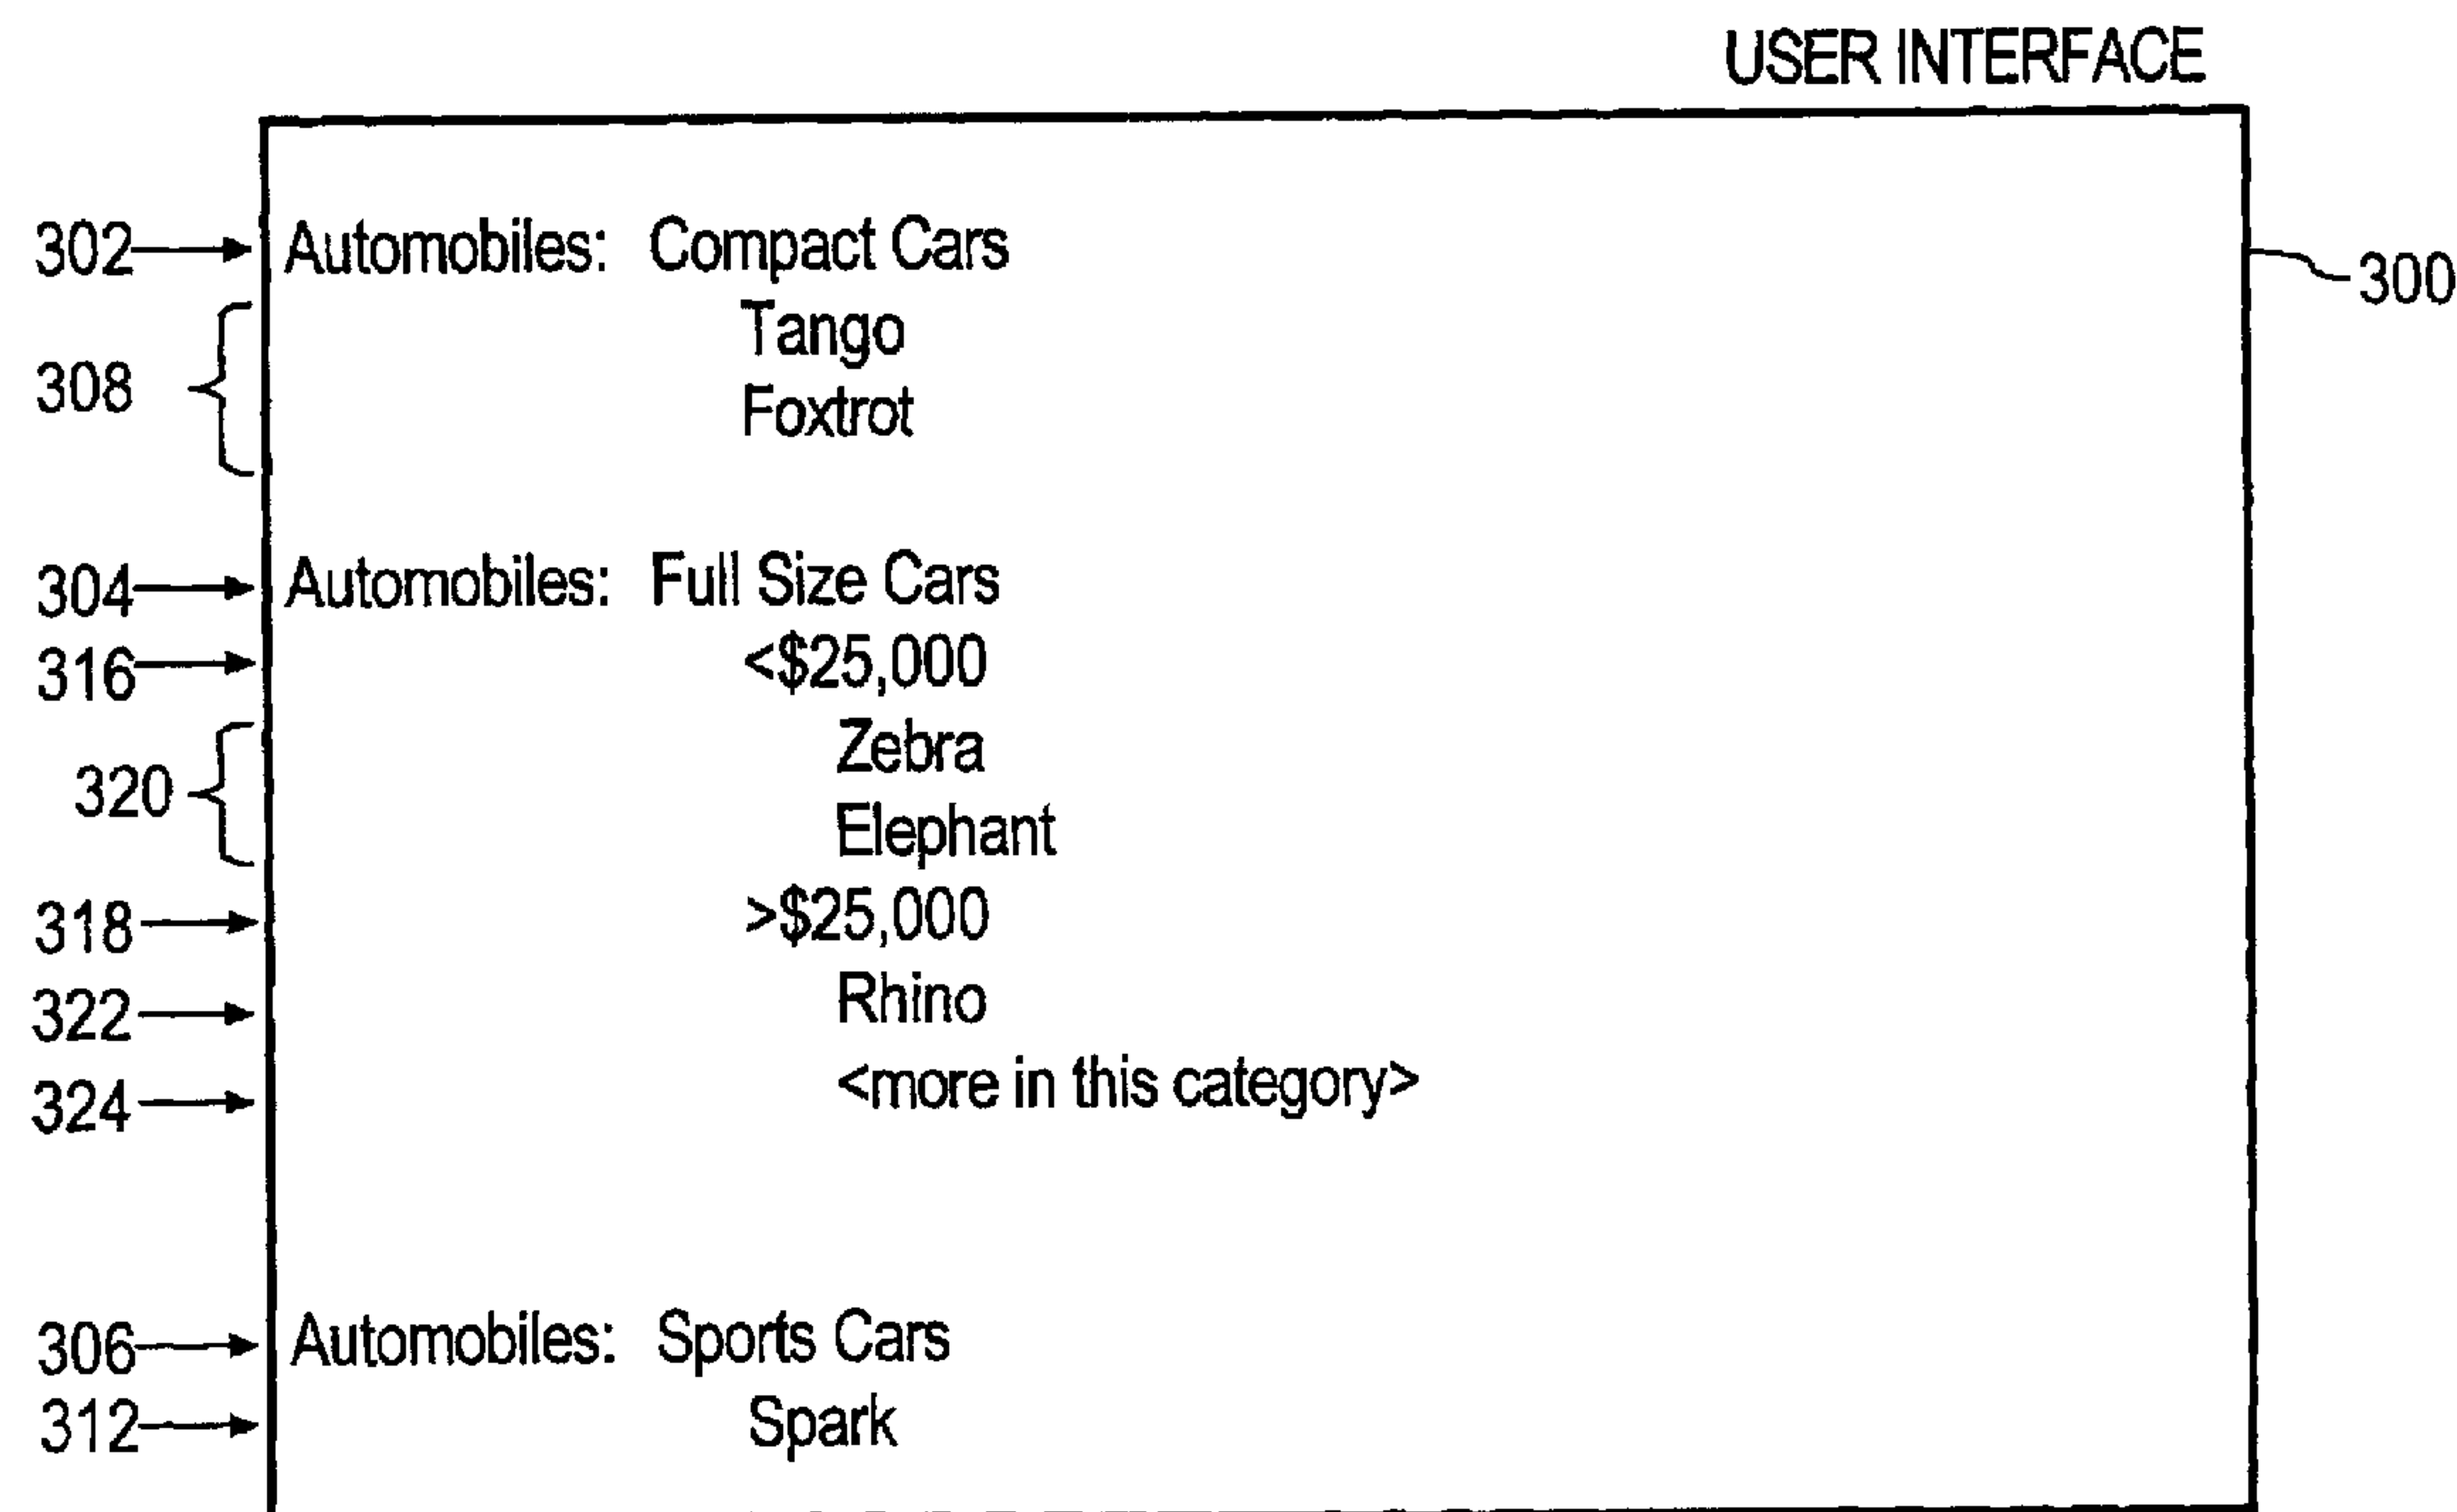 USER INTERFACE
302 Automobiles: Compact Cars
300
Tango
308
Foxtrot
304 Automobiles: Full Size Cars
316 <$25,000
Zebra
320
Elephant
318 >$25,000
322 Rhino
324 <more in this category>
306 Automobiles: Sports Cars
312 Spark